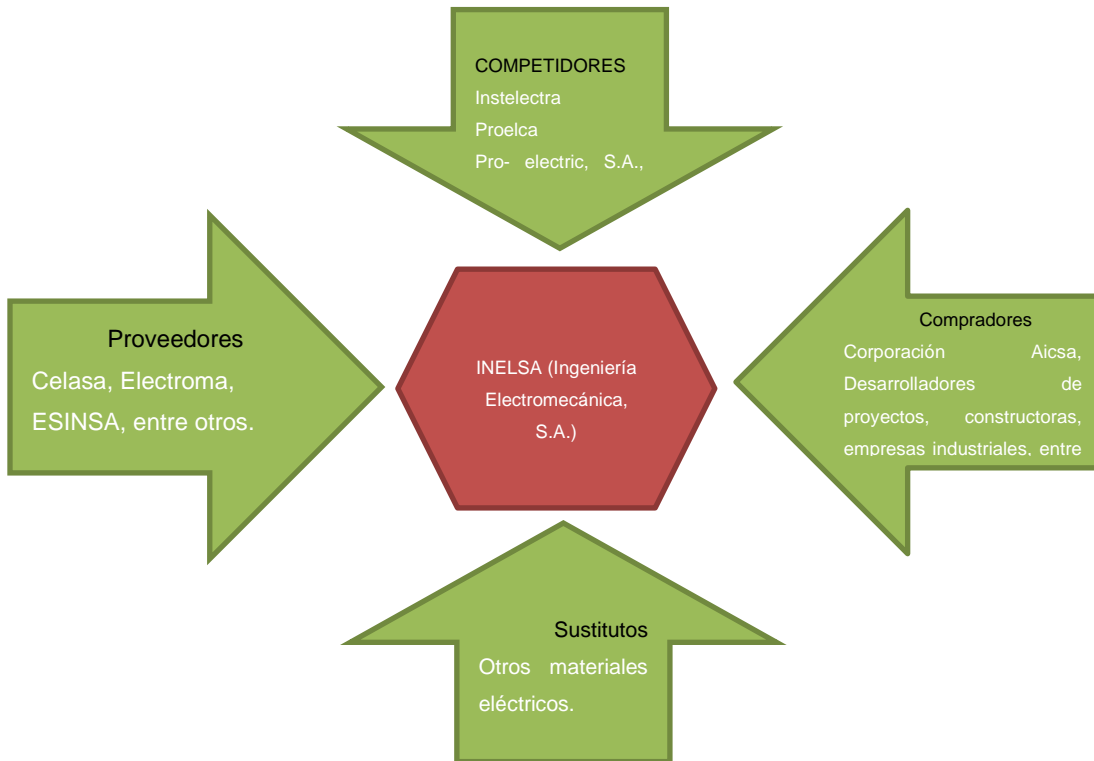 COMPETIDORES
Instelectra
Proelca
Pro- electric, S.A.,
Proveedores
Celasa, Electroma,
ESINSA, entre otros.
INELSA (Ingeniería
Electromecánica,
S.A.)
Compradores
Corporación Aicsa,
Desarrolladores de
proyectos, constructoras,
empresas industriales, entre
Sustitutos
Otros materiales
eléctricos.